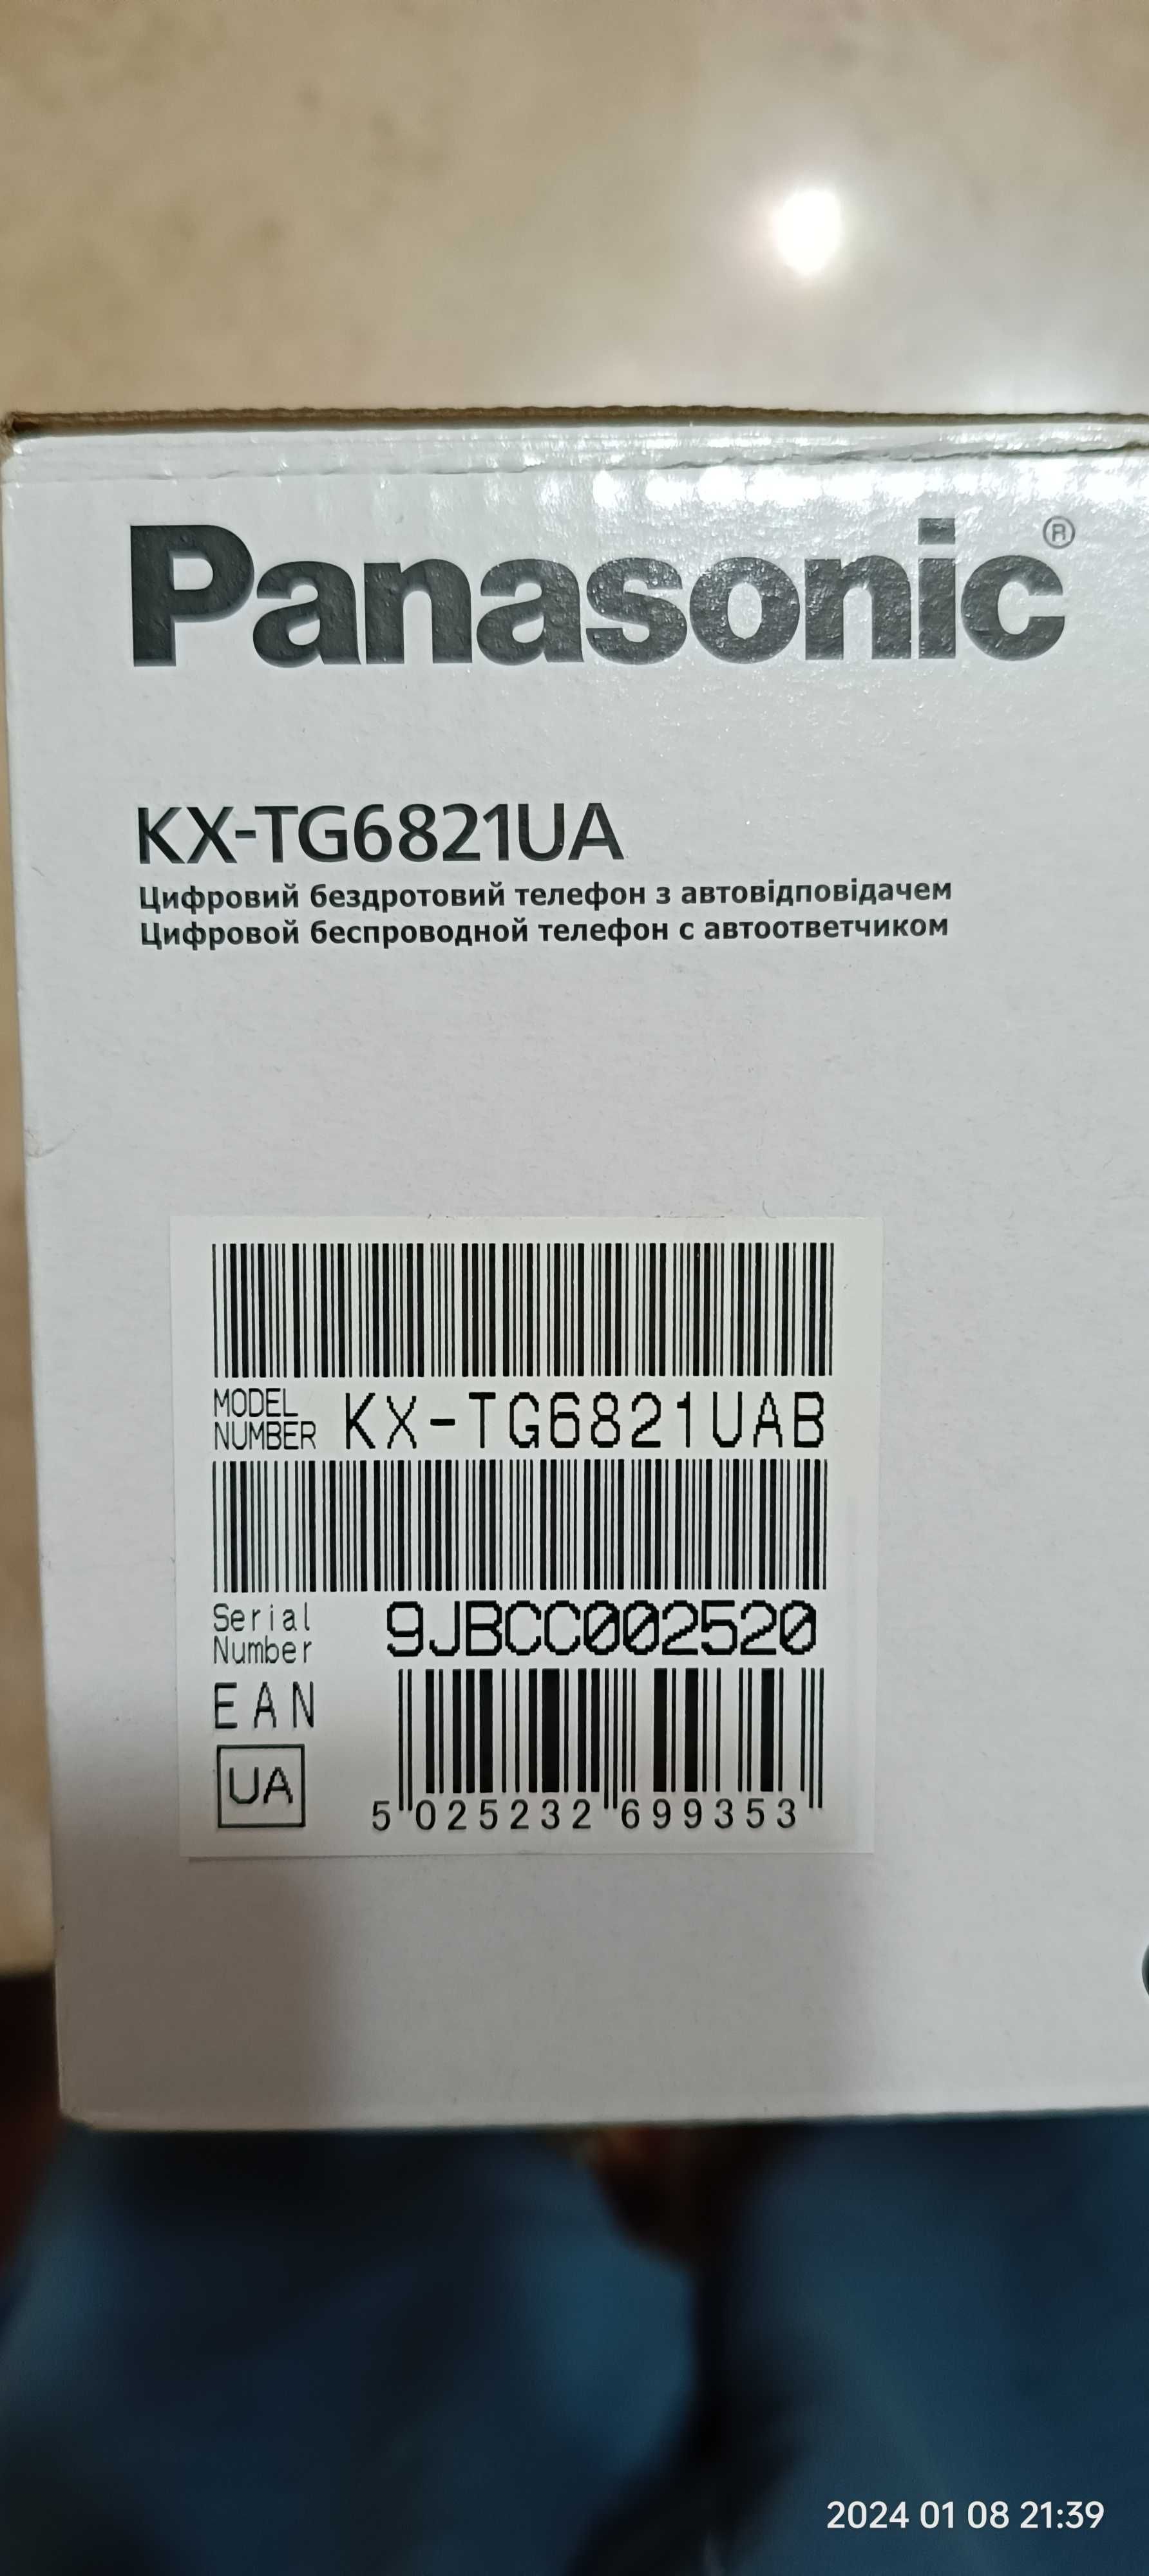 Panasonic®
KX-TG6821UA
Цифровий бездротовий телефон з автовідповідачем
Цифровой беспроводной телефон с автоответчиком
MODEL NUMBER KX-TG6821UAB
Serial Number 9JBCC002520
EAN
UA
5 025232 699353
2024 01 08 21:39